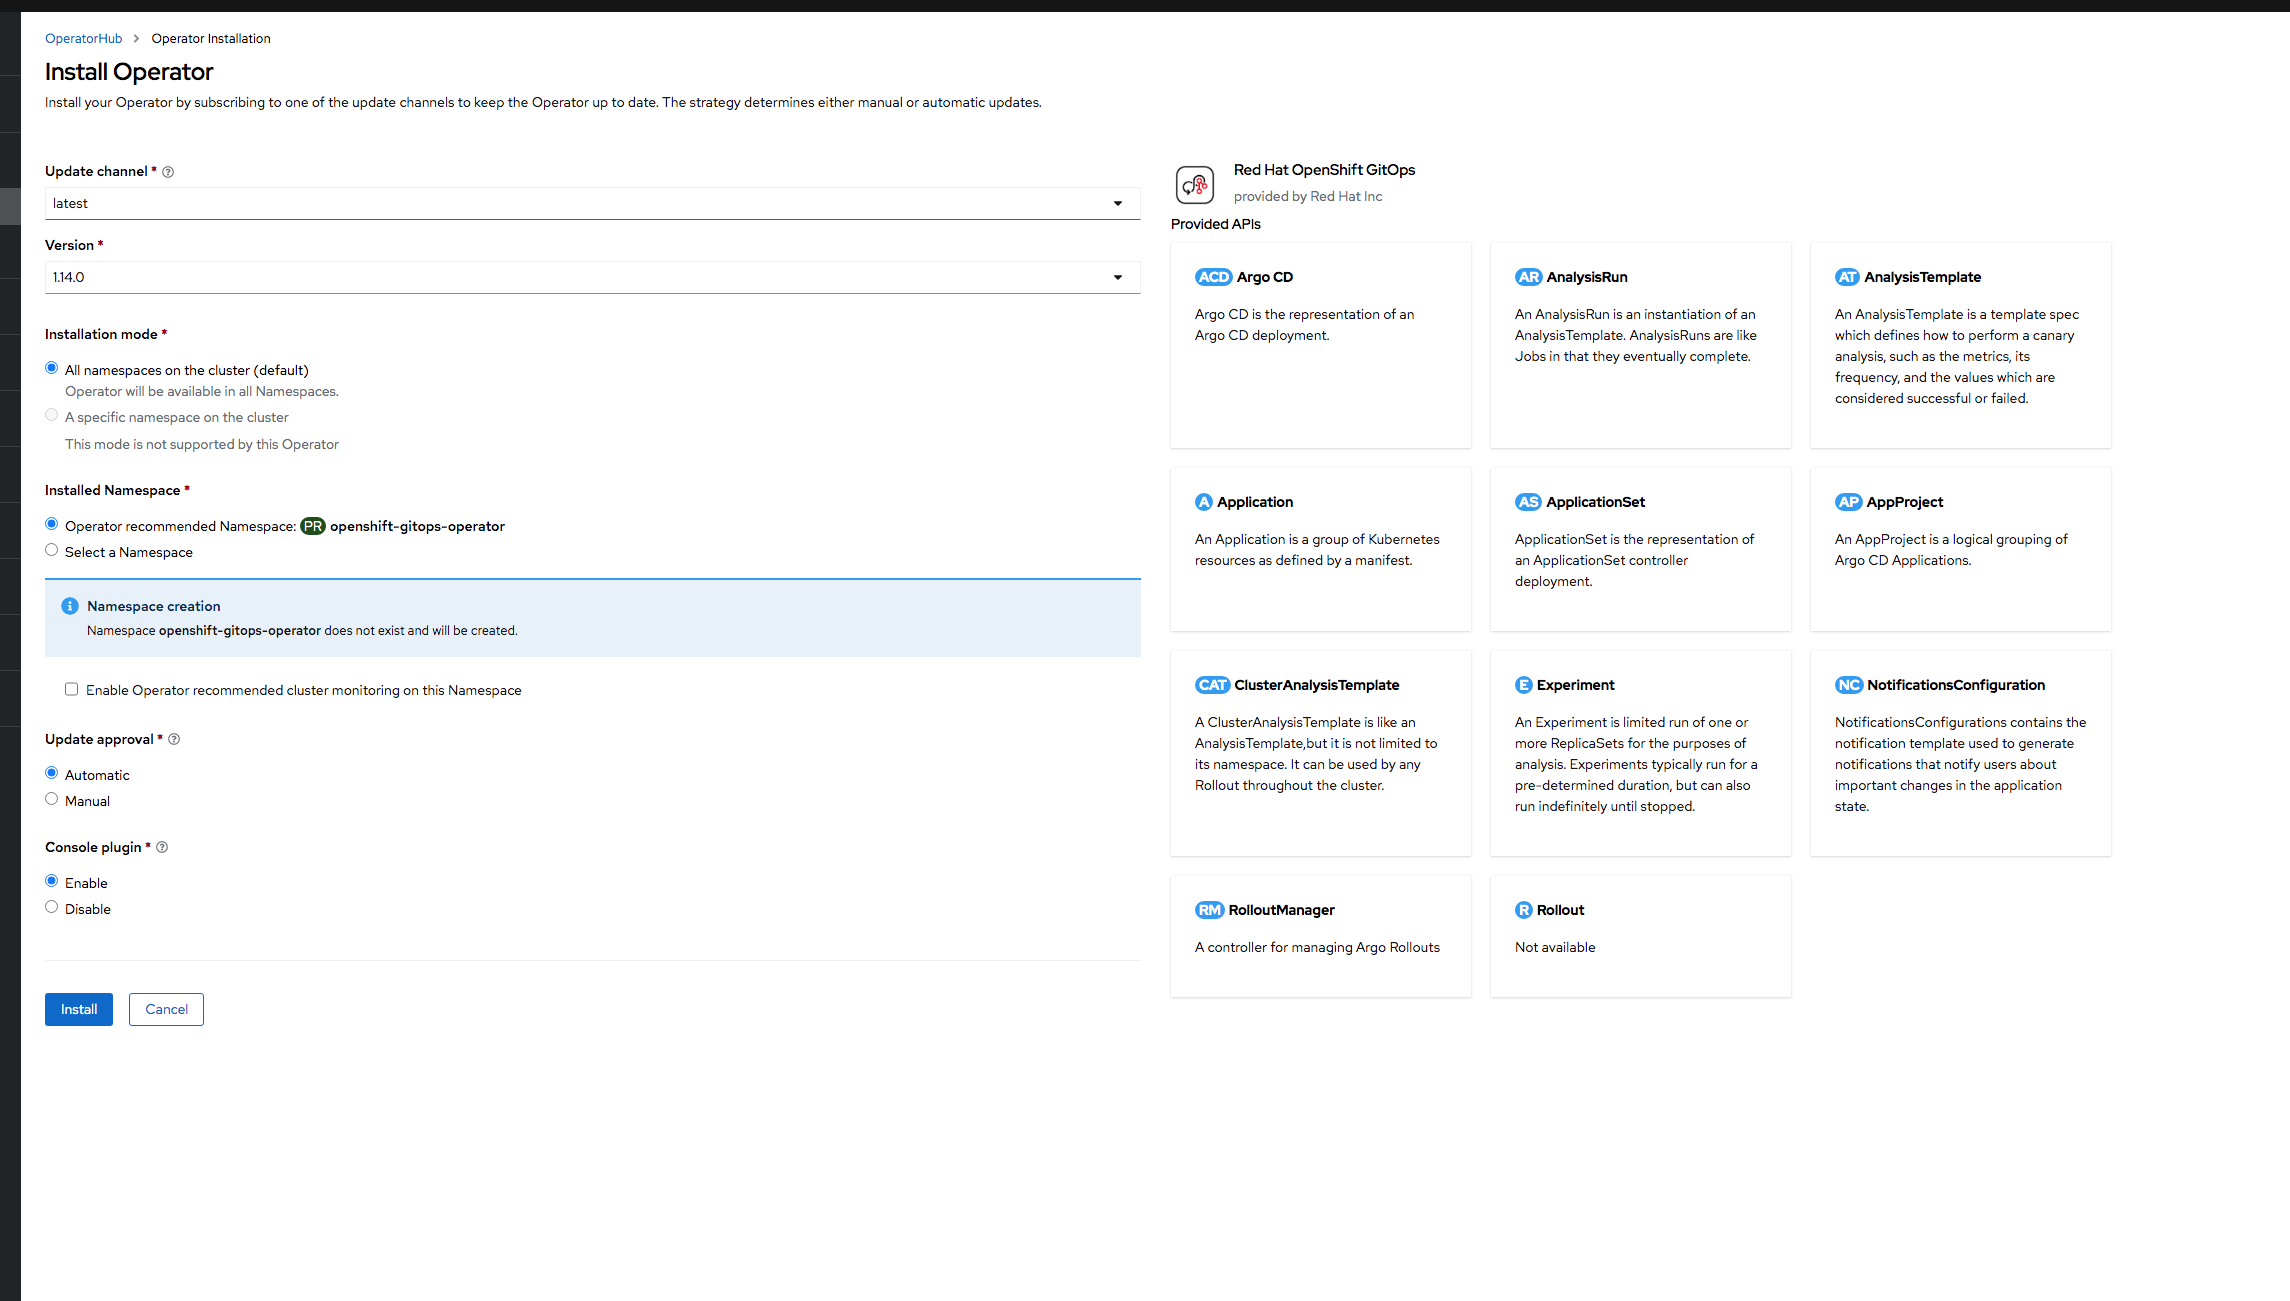 OperatorHub > Operator Installation
Install Operator
Install your Operator by subscribing to one of the update channels to keep the Operator up to date. The strategy determines either manual or automatic updates.
Update channel *
latest
Version *
1.14.0
Installation mode *
All namespaces on the cluster (default)
Operator will be available in all Namespaces.
A specific namespace on the cluster
This mode is not supported by this Operator
Installed Namespace *
Operator recommended Namespace: PR openshift-gitops-operator
Select a Namespace
Namespace creation
Namespace openshift-gitops-operator does not exist and will be created.
Enable Operator recommended cluster monitoring on this Namespace
Update approval *
Automatic
Manual
Console plugin *
Enable
Disable
Install
Cancel
Red Hat OpenShift GitOps
provided by Red Hat Inc
Provided APIs
ACD Argo CD
Argo CD is the representation of an
Argo CD deployment.
AR AnalysisRun
An AnalysisRun is an instantiation of an
AnalysisTemplate. AnalysisRuns are like
Jobs in that they eventually complete.
AT AnalysisTemplate
An AnalysisTemplate is a template spec
which defines how to perform a canary
analysis, such as the metrics, its
frequency, and the values which are
considered successful or failed.
A Application
An Application is a group of Kubernetes
resources as defined by a manifest.
AS ApplicationSet
ApplicationSet is the representation of
an ApplicationSet controller
deployment.
AP AppProject
An AppProject is a logical grouping of
Argo CD Applications.
CAT ClusterAnalysisTemplate
A ClusterAnalysisTemplate is like an
AnalysisTemplate,but it is not limited to
its namespace. It can be used by any
Rollout throughout the cluster.
E Experiment
An Experiment is limited run of one or
more ReplicaSets for the purposes of
analysis. Experiments typically run for a
pre-determined duration, but can also
run indefinitely until stopped.
NC NotificationsConfiguration
NotificationsConfigurations contains the
notification template used to generate
notifications that notify users about
important changes in the application
state.
RM RolloutManager
A controller for managing Argo Rollouts
R Rollout
Not available